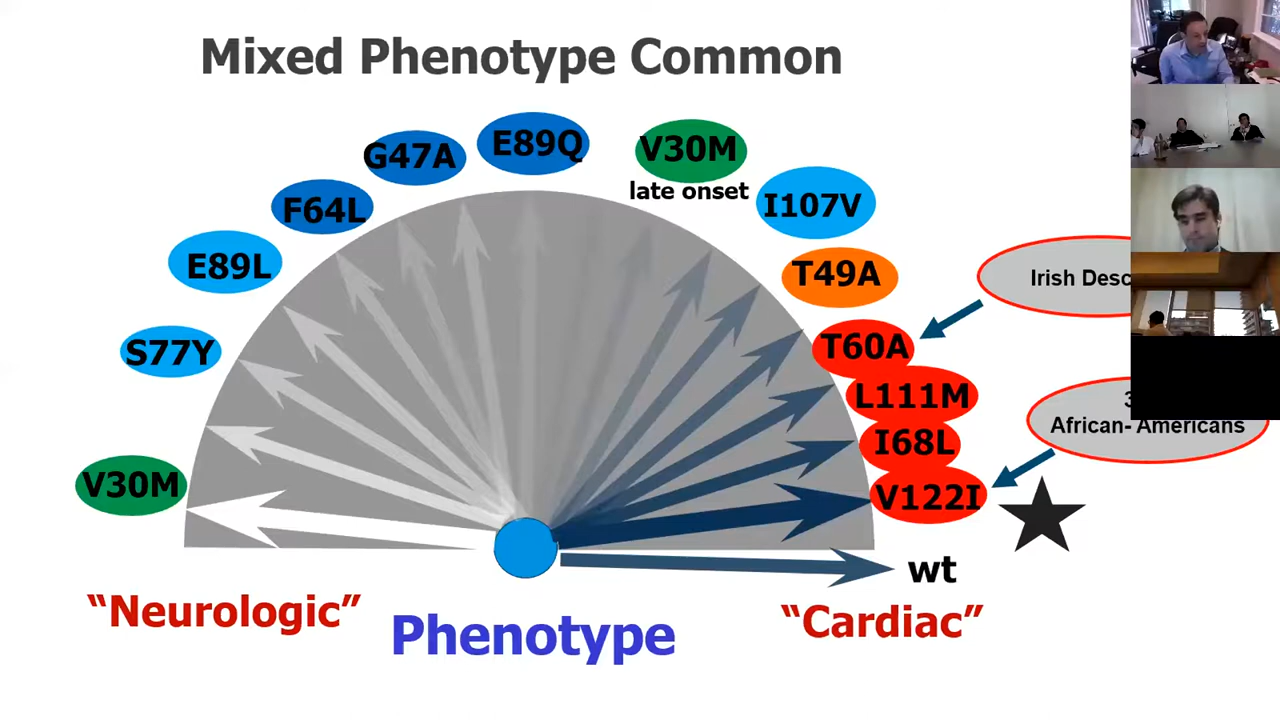 Mixed Phenotype Common
E89Q
V30M
late onset
G47A
F64L
I107V
E89L
T49A
Irish Desc
S77Y
T60A
L111M
3
African- Americans
I68L
V30M
V122I
wt
“Neurologic”
Phenotype
“Cardiac”